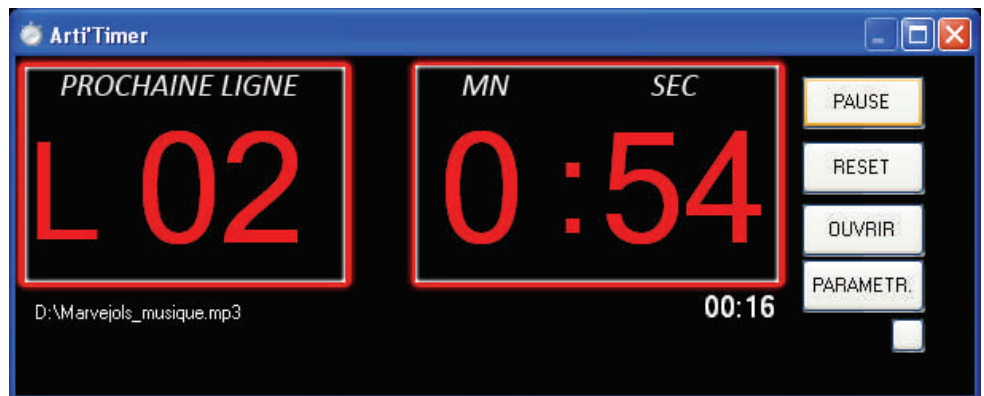 Arti'Timer
PROCHAINE LIGNE
L 02
MN SEC
0 :54
PAUSE
RESET
OUVRIR
PARAMETR.
D:\Marvejols_musique.mp3
00:16